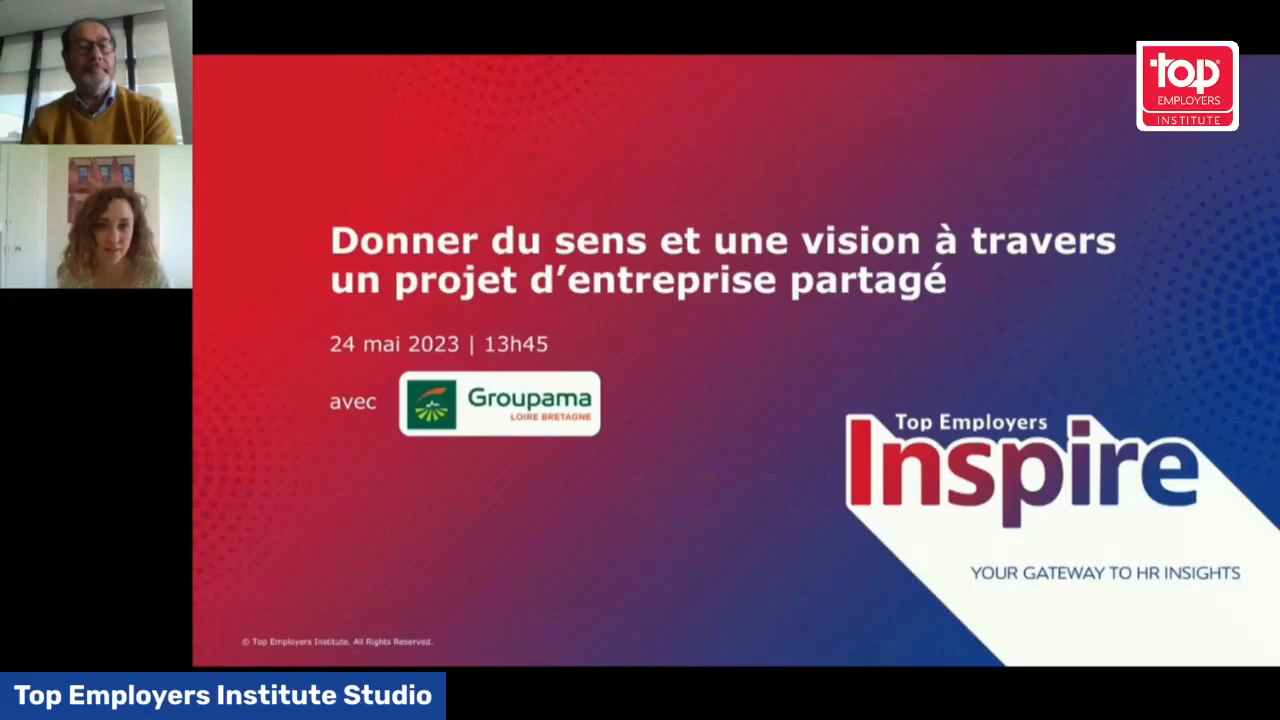 top
EMPLOYERS
INSTITUTE
Donner du sens et une vision à travers
un projet d’entreprise partagé
24 mai 2023 | 13h45
avec
Groupama
LOIRE BRETAGNE
Top Employers
Inspire
YOUR GATEWAY TO HR INSIGHTS
© Top Employers Institute. All Rights Reserved.
Top Employers Institute Studio